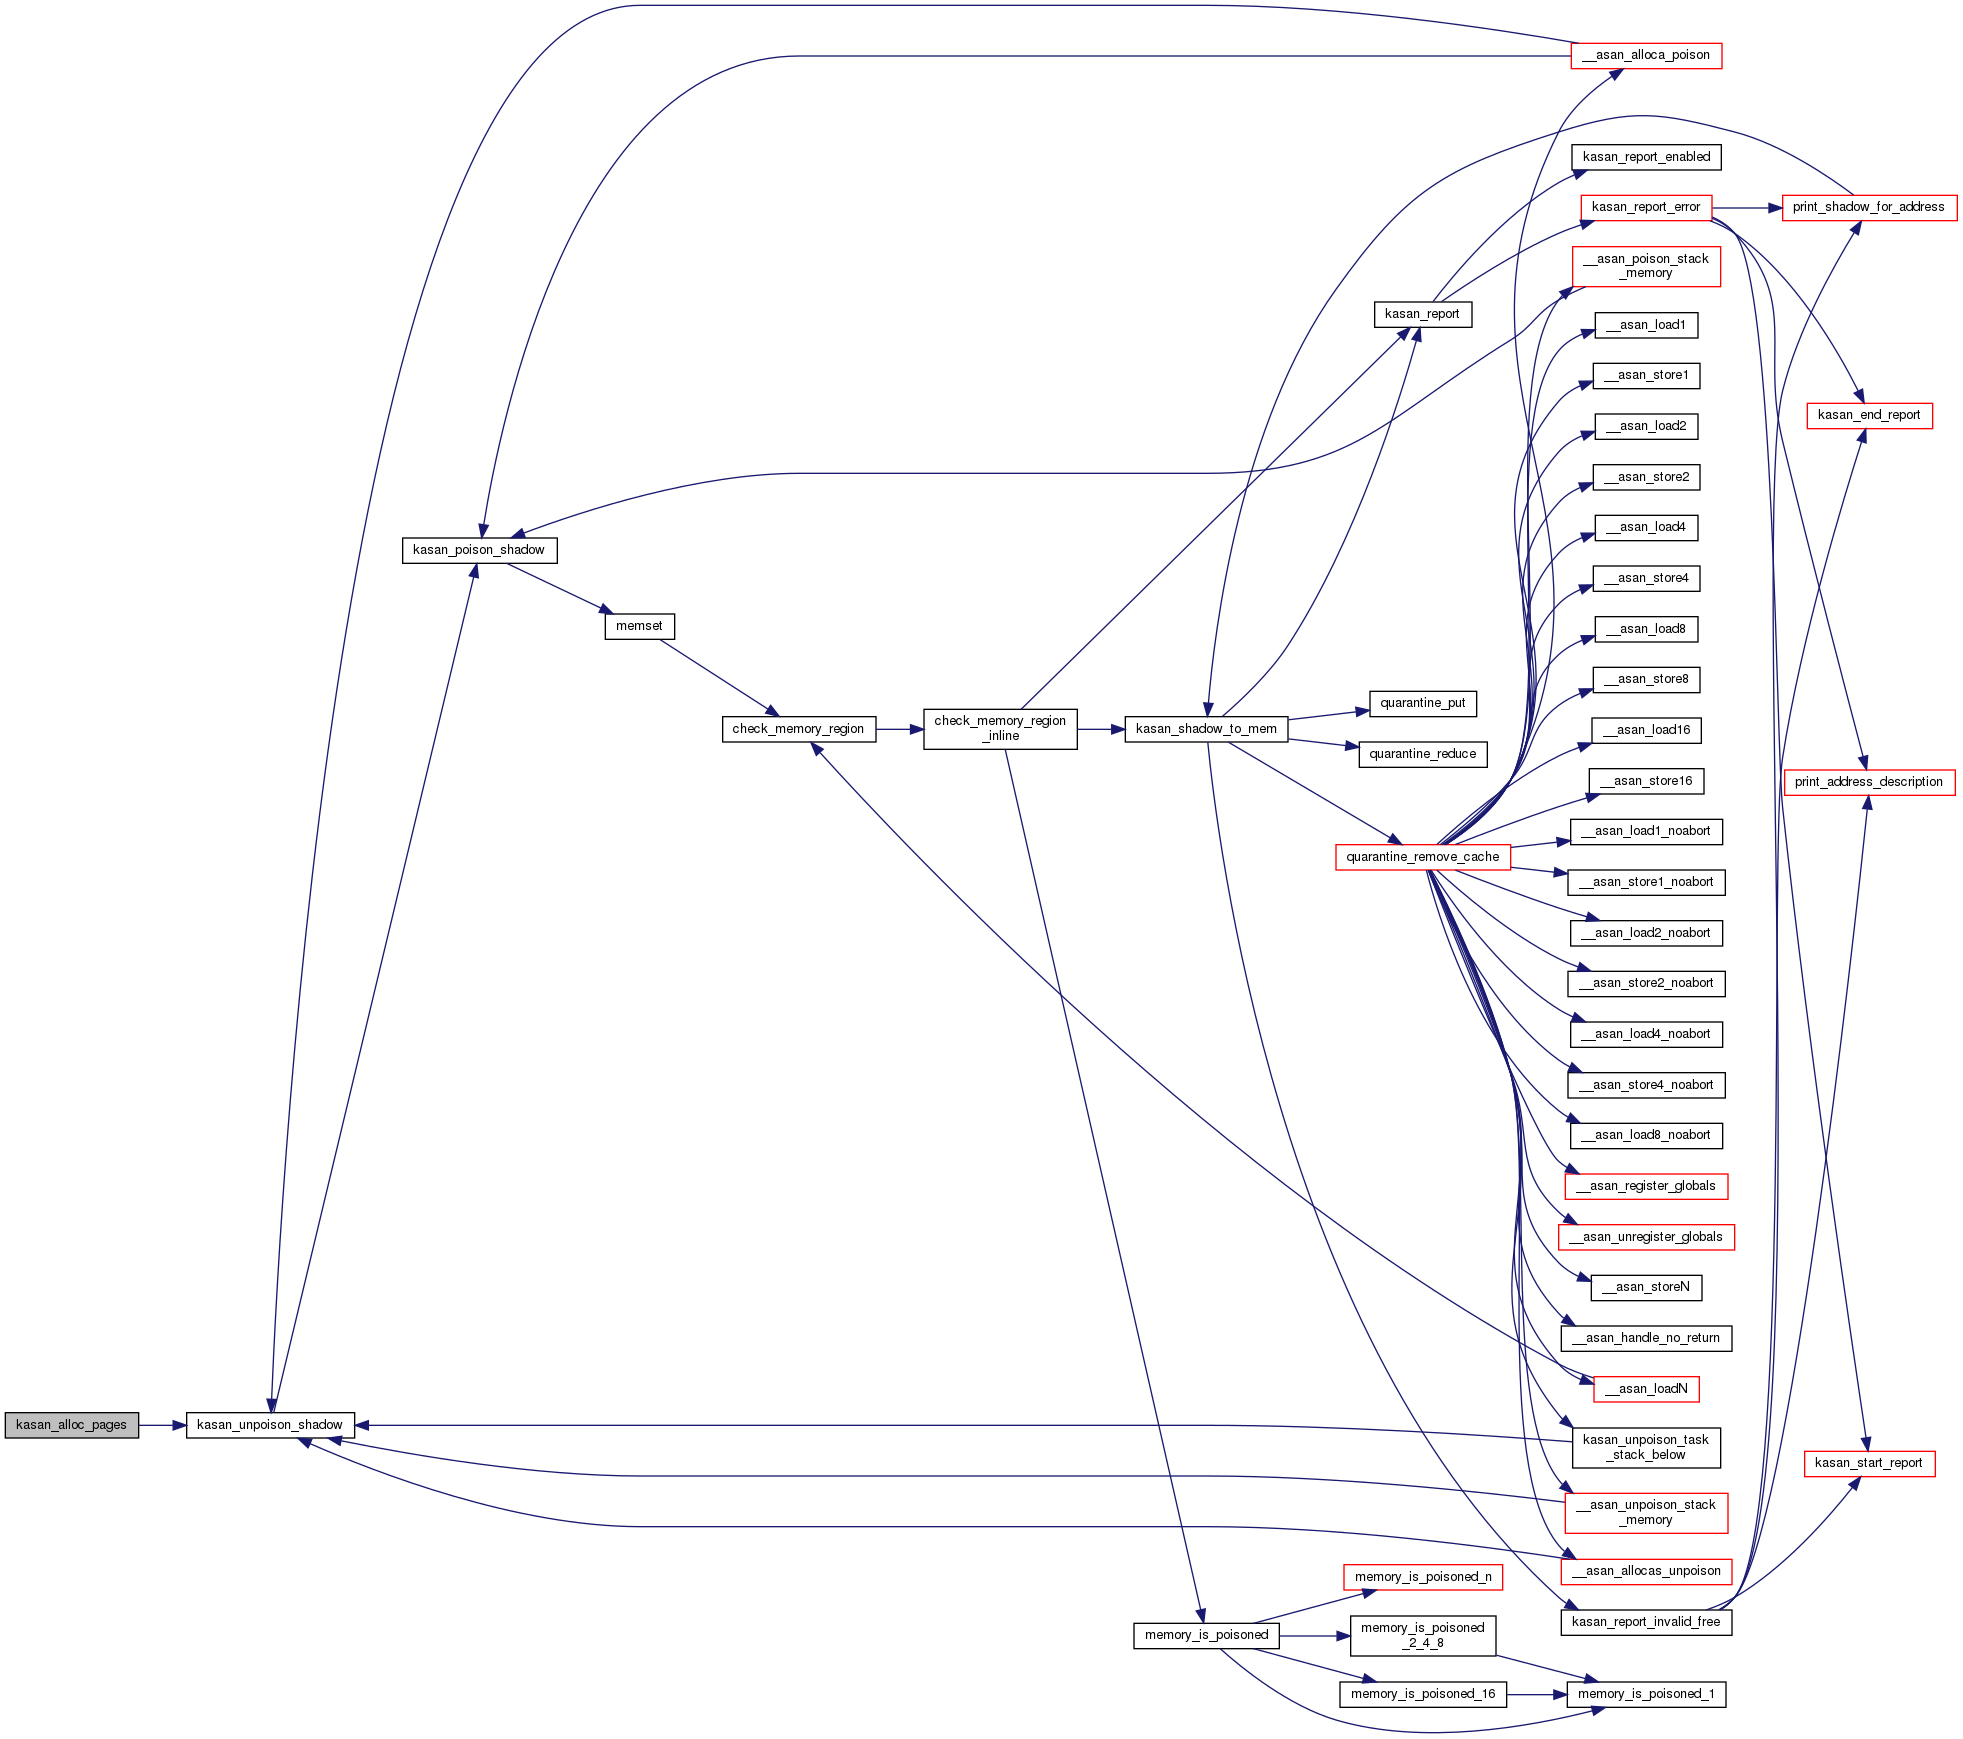 __asan_alloca_poison
kasan_report_enabled
kasan_report_error
print_shadow_for_address
__asan_poison_stack
_memory
kasan_report
__asan_load1
__asan_store1
kasan_end_report
__asan_load2
__asan_store2
__asan_load4
kasan_poison_shadow
__asan_store4
memset
__asan_load8
__asan_store8
quarantine_put
check_memory_region
check_memory_region
_inline
kasan_shadow_to_mem
__asan_load16
quarantine_reduce
__asan_store16
print_address_description
__asan_load1_noabort
quarantine_remove_cache
__asan_store1_noabort
__asan_load2_noabort
__asan_store2_noabort
__asan_load4_noabort
__asan_store4_noabort
__asan_load8_noabort
__asan_register_globals
__asan_unregister_globals
__asan_storeN
__asan_handle_no_return
__asan_loadN
kasan_alloc_pages
kasan_unpoison_shadow
kasan_unpoison_task
_stack_below
kasan_start_report
__asan_unpoison_stack
_memory
__asan_allocas_unpoison
memory_is_poisoned_n
kasan_report_invalid_free
memory_is_poisoned
memory_is_poisoned
_2_4_8
memory_is_poisoned_16
memory_is_poisoned_1